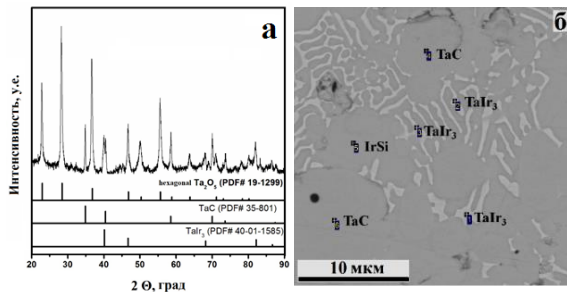 а
Интенсивность, у.е.
hexagonal Ta₂O₅ (PDF# 19-1299)
TaC (PDF# 35-801)
TaIr₃ (PDF# 40-01-1585)
20 30 40 50 60 70 80 90
2 Θ, град
б
TaC
TaIr₃
TaIr₃
IrSi
TaC
TaIr₃
10 мкм